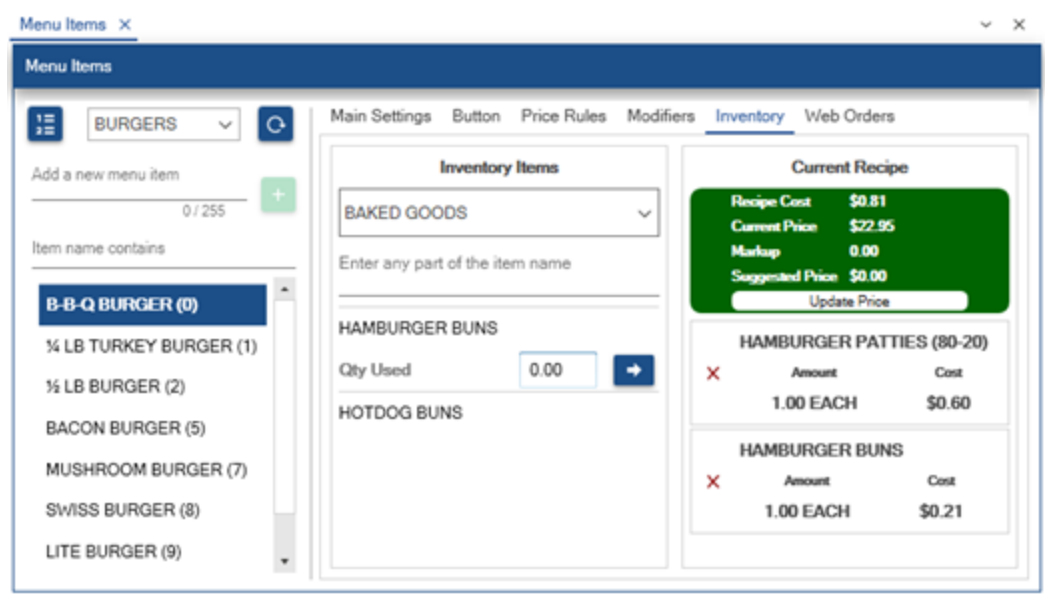 Menu Items
Menu Items
BURGERS
Add a new menu item
0 / 255
Item name contains
B-B-Q BURGER (0)
¼ LB TURKEY BURGER (1)
½ LB BURGER (2)
BACON BURGER (5)
MUSHROOM BURGER (7)
SWISS BURGER (8)
LITE BURGER (9)
Main Settings Button Price Rules Modifiers Inventory Web Orders
Inventory Items
BAKED GOODS
Enter any part of the item name
HAMBURGER BUNS
Qty Used 0.00
HOTDOG BUNS
Current Recipe
Recipe Cost $0.81
Current Price $22.95
Markup 0.00
Suggested Price $0.00
Update Price
HAMBURGER PATTIES (80-20)
Amount Cost
1.00 EACH $0.60
HAMBURGER BUNS
Amount Cost
1.00 EACH $0.21